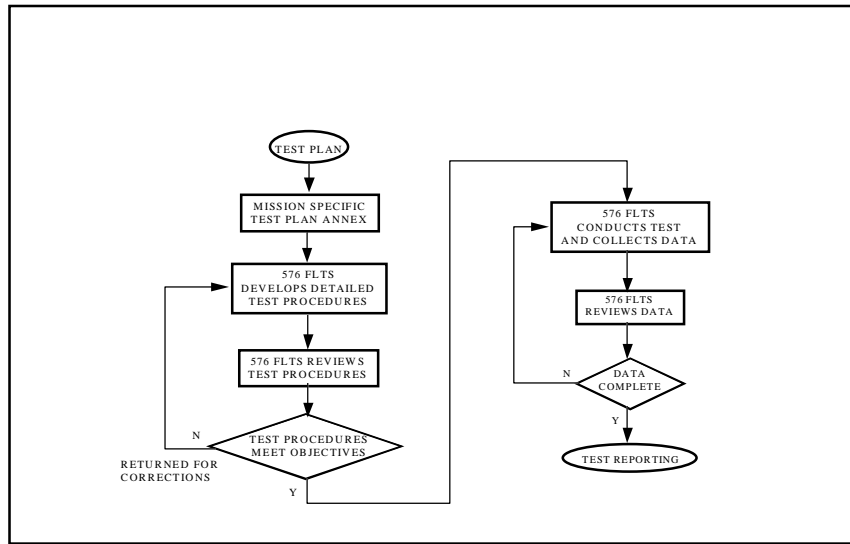 TEST PLAN
MISSION SPECIFIC
TEST PLAN ANNEX
576 FLTS
DEVELOPS DETAILED
TEST PROCEDURES
576 FLTS REVIEWS
TEST PROCEDURES
TEST PROCEDURES
MEET OBJECTIVES
N
RETURNED FOR
CORRECTIONS
Y
576 FLTS
CONDUCTS TEST
AND COLLECTS DATA
576 FLTS
REVIEWS DATA
DATA
COMPLETE
N
Y
TEST REPORTING